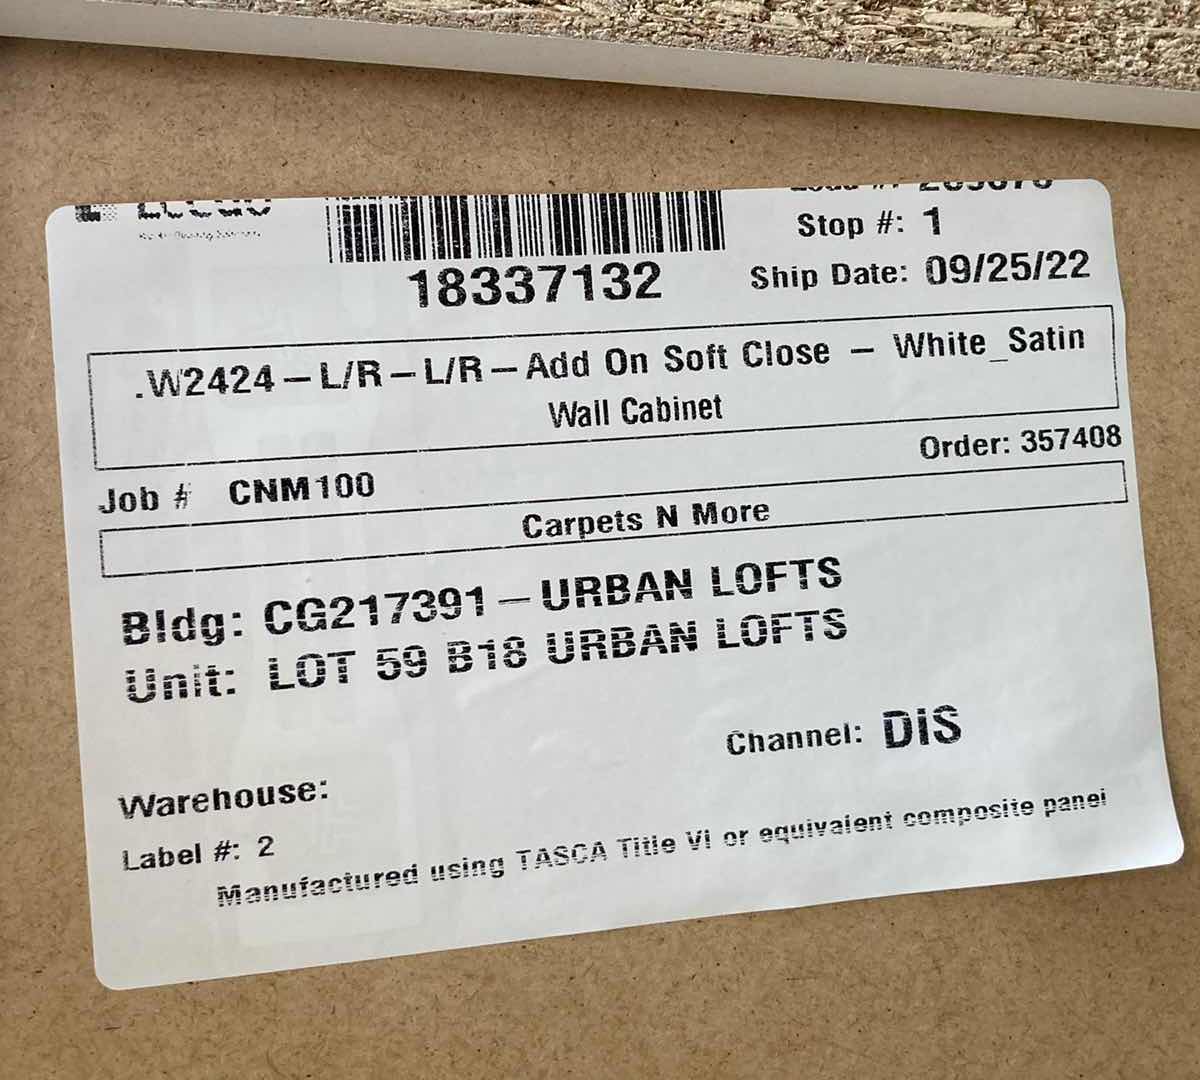 Stop #: 1
18337132
Ship Date: 09/25/22
.W2424 – L/R – L/R – Add On Soft Close – White_Satin
Wall Cabinet
Order: 357408
Job # CNM100
Carpets N More
Bldg: CG217391 – URBAN LOFTS
Unit: LOT 59 B18 URBAN LOFTS
Channel: DIS
Warehouse:
Label #: 2
Manufactured using TASCA Title VI or equivalent composite panel